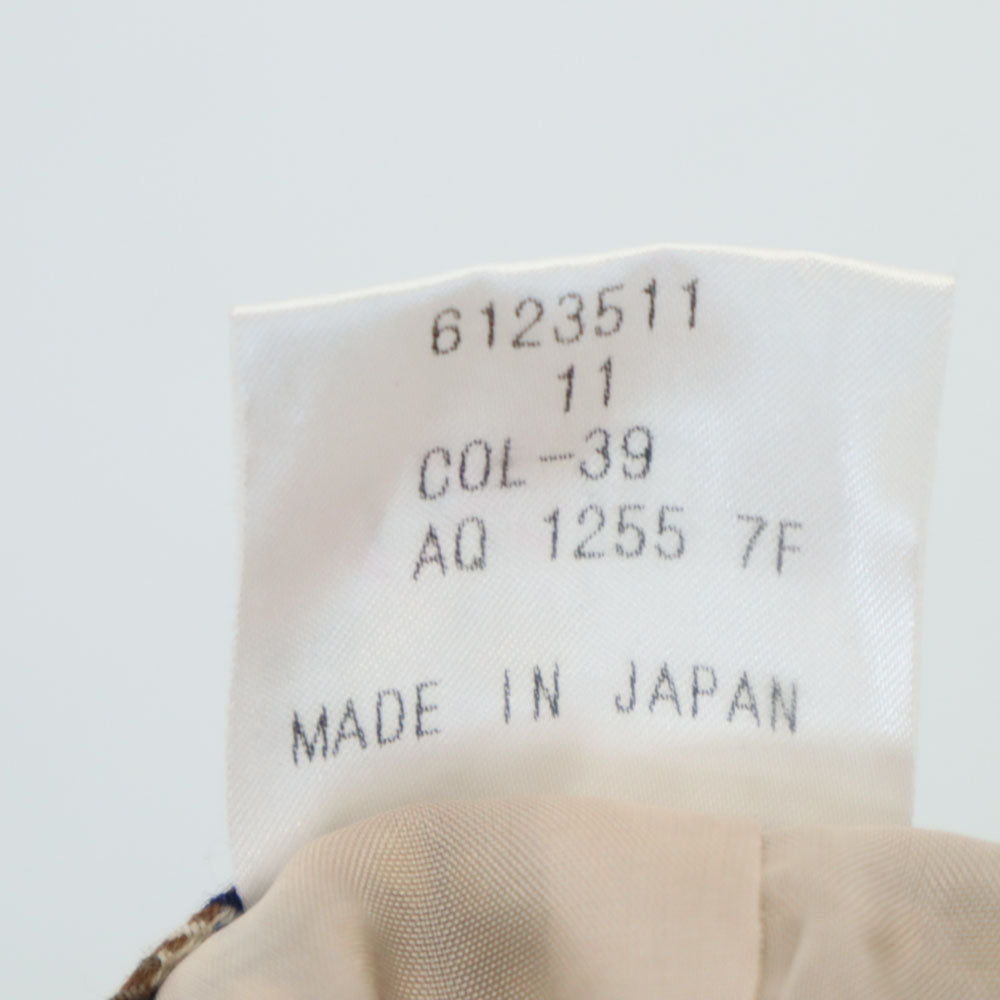 6123511
11
COL-39
AQ 1255 7F
MADE IN JAPAN